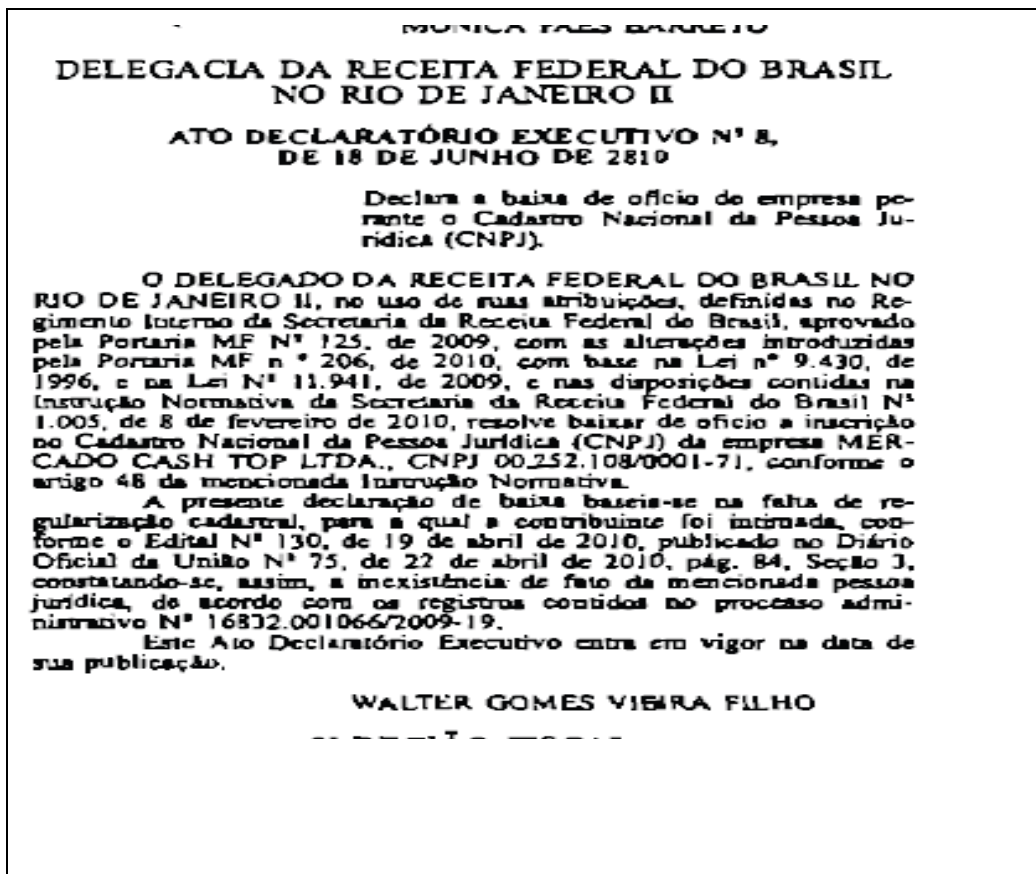 MONICA PAES BARRETO
DELEGACIA DA RECEITA FEDERAL DO BRASIL
NO RIO DE JANEIRO II
ATO DECLARATÓRIO EXECUTIVO Nº 8,
DE 18 DE JUNHO DE 2010
Declara a baixa de ofício de empresa pe-
rante o Cadastro Nacional da Pessoa Ju-
rídica (CNPJ).
O DELEGADO DA RECEITA FEDERAL DO BRASIL NO
RIO DE JANEIRO II, no uso de suas atribuições, definidas no Re-
gimento Interno da Secretaria da Receita Federal do Brasil, aprovado
pela Portaria MF Nº 125, de 2009, com as alterações introduzidas
pela Portaria MF n º 206, de 2010, com base na Lei nº 9.430, de
1996, e na Lei Nº 11.941, de 2009, e nas disposições contidas na
Instrução Normativa da Secretaria da Receita Federal do Brasil Nº
1.005, de 8 de fevereiro de 2010, resolve baixar de ofício a inscrição
no Cadastro Nacional da Pessoa Jurídica (CNPJ) da empresa MER-
CADO CASH TOP LTDA., CNPJ 00.252.108/0001-71, conforme o
artigo 48 da mencionada Instrução Normativa.
A presente declaração de baixa baseia-se na falta de re-
gularização cadastral, para a qual a contribuinte foi intimada, con-
forme o Edital Nº 130, de 19 de abril de 2010, publicado no Diário
Oficial da União Nº 75, de 22 de abril de 2010, pág. 84, Seção 3,
constatando-se, assim, a inexistência de fato da mencionada pessoa
jurídica, de acordo com os registros contidos no processo admi-
nistrativo Nº 16832.001066/2009-19.
Este Ato Declaratório Executivo entra em vigor na data de
sua publicação.
WALTER GOMES VIEIRA FILHO